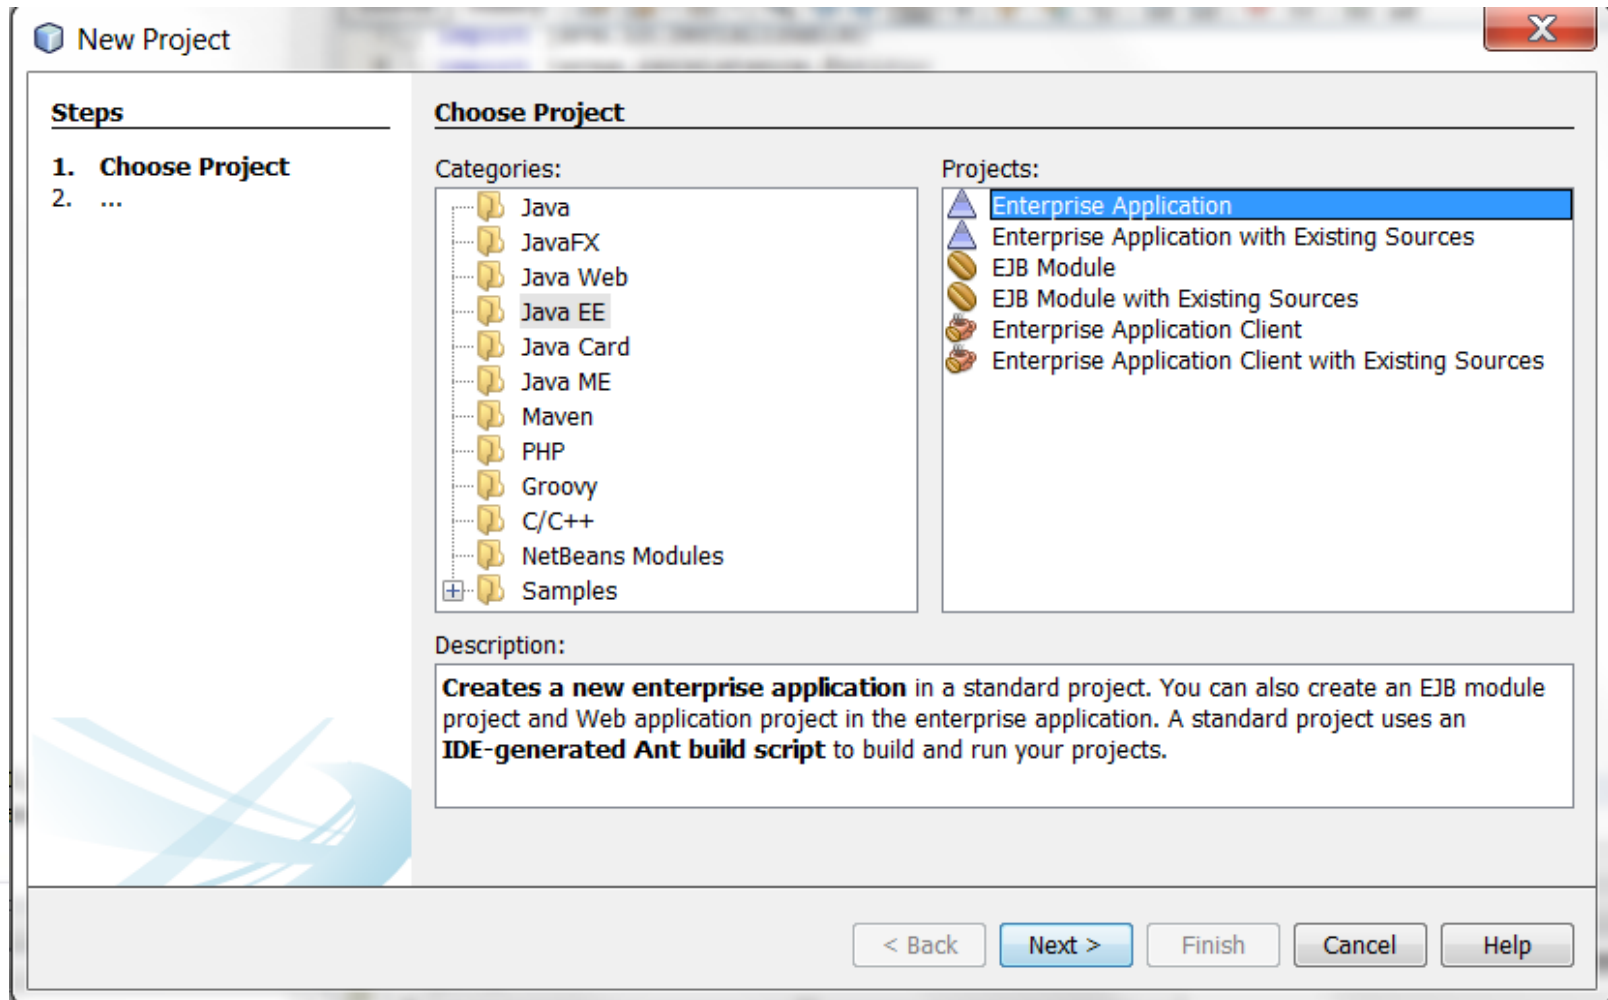 New Project
X
Steps
1. Choose Project
2. ...
Choose Project
Categories:
Java
JavaFX
Java Web
Java EE
Java Card
Java ME
Maven
PHP
Groovy
C/C++
NetBeans Modules
Samples
Projects:
Enterprise Application
Enterprise Application with Existing Sources
EJB Module
EJB Module with Existing Sources
Enterprise Application Client
Enterprise Application Client with Existing Sources
Description:
Creates a new enterprise application in a standard project. You can also create an EJB module
project and Web application project in the enterprise application. A standard project uses an
IDE-generated Ant build script to build and run your projects.
< Back
Next >
Finish
Cancel
Help